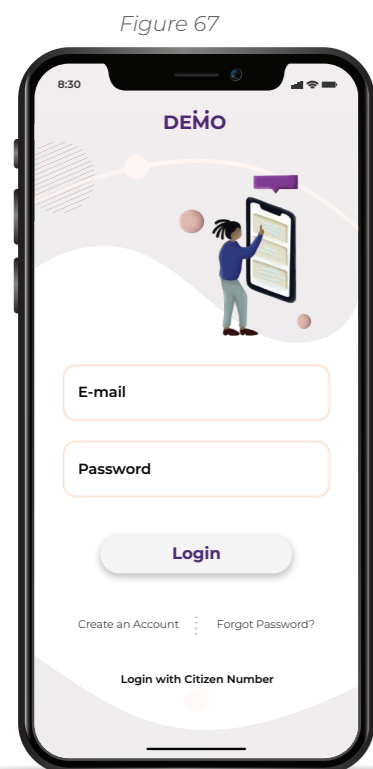 Figure 67
8:30
DEMO
E-mail
Password
Login
Create an Account
Forgot Password?
Login with Citizen Number